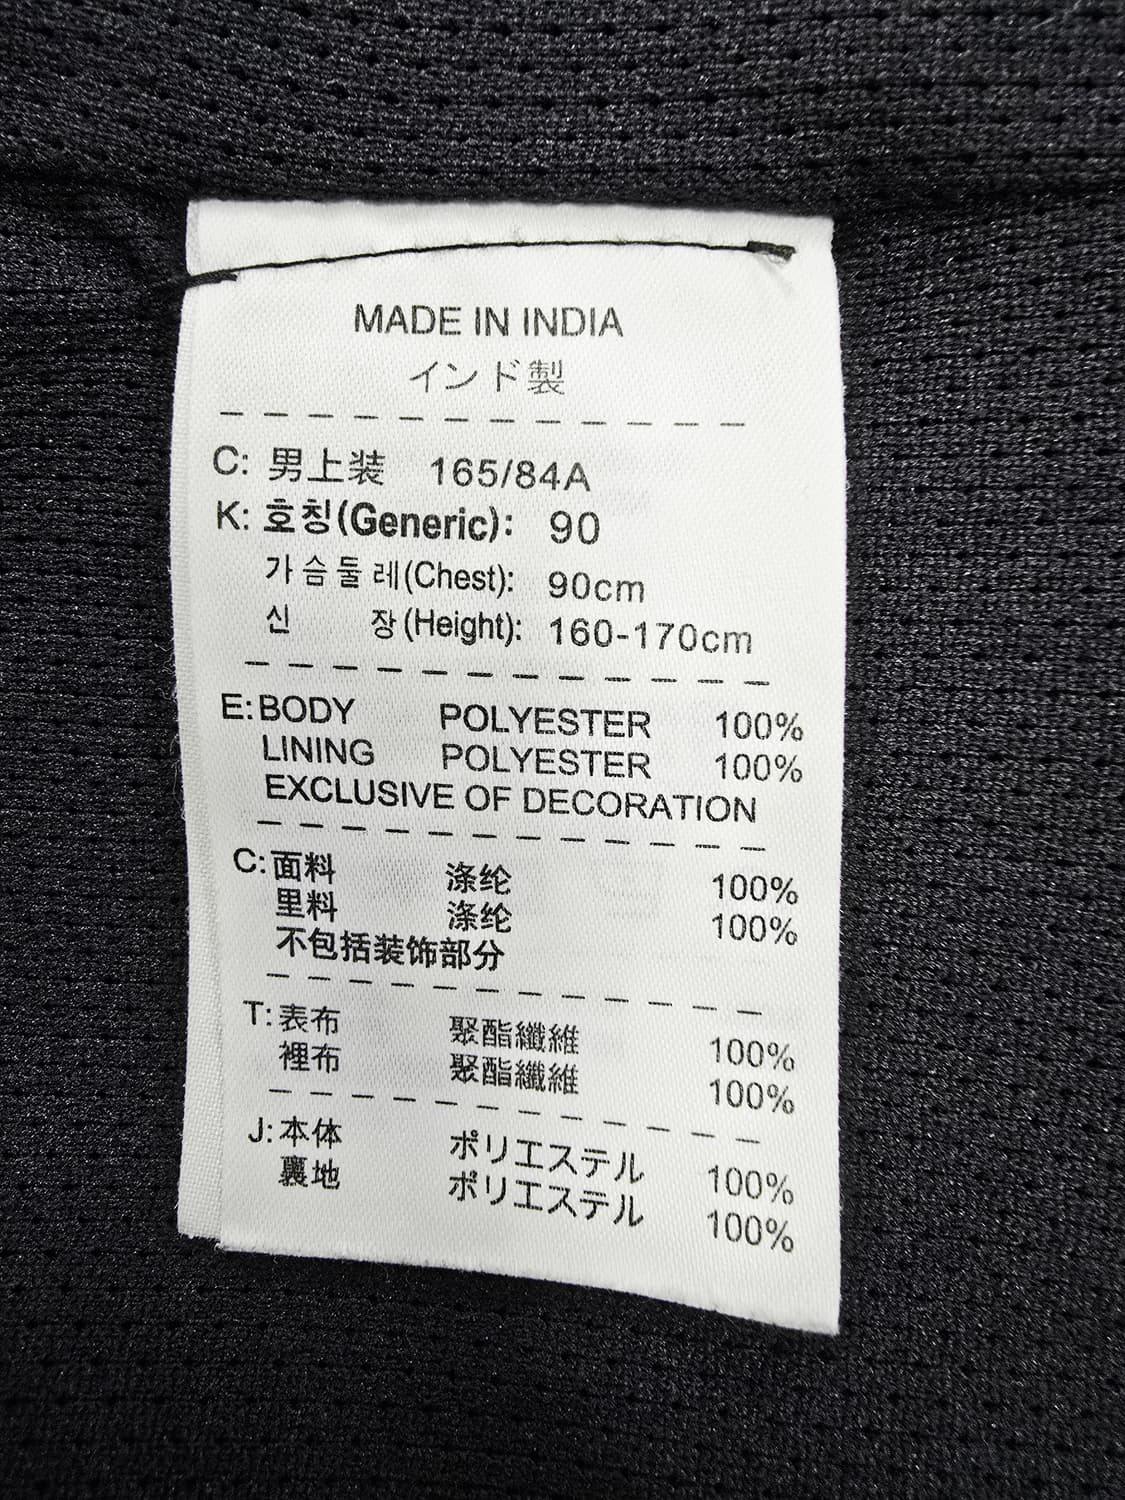 MADE IN INDIA
インド製
C: 男上装 165/84A
K: 호칭(Generic): 90
가슴둘레(Chest): 90cm
신 장(Height): 160-170cm
E: BODY POLYESTER 100%
LINING POLYESTER 100%
EXCLUSIVE OF DECORATION
C: 面料 涤纶 100%
里料 涤纶 100%
不包括装饰部分
T: 表布 聚酯纖維 100%
裡布 聚酯纖維 100%
J: 本体 ポリエステル 100%
裏地 ポリエステル 100%